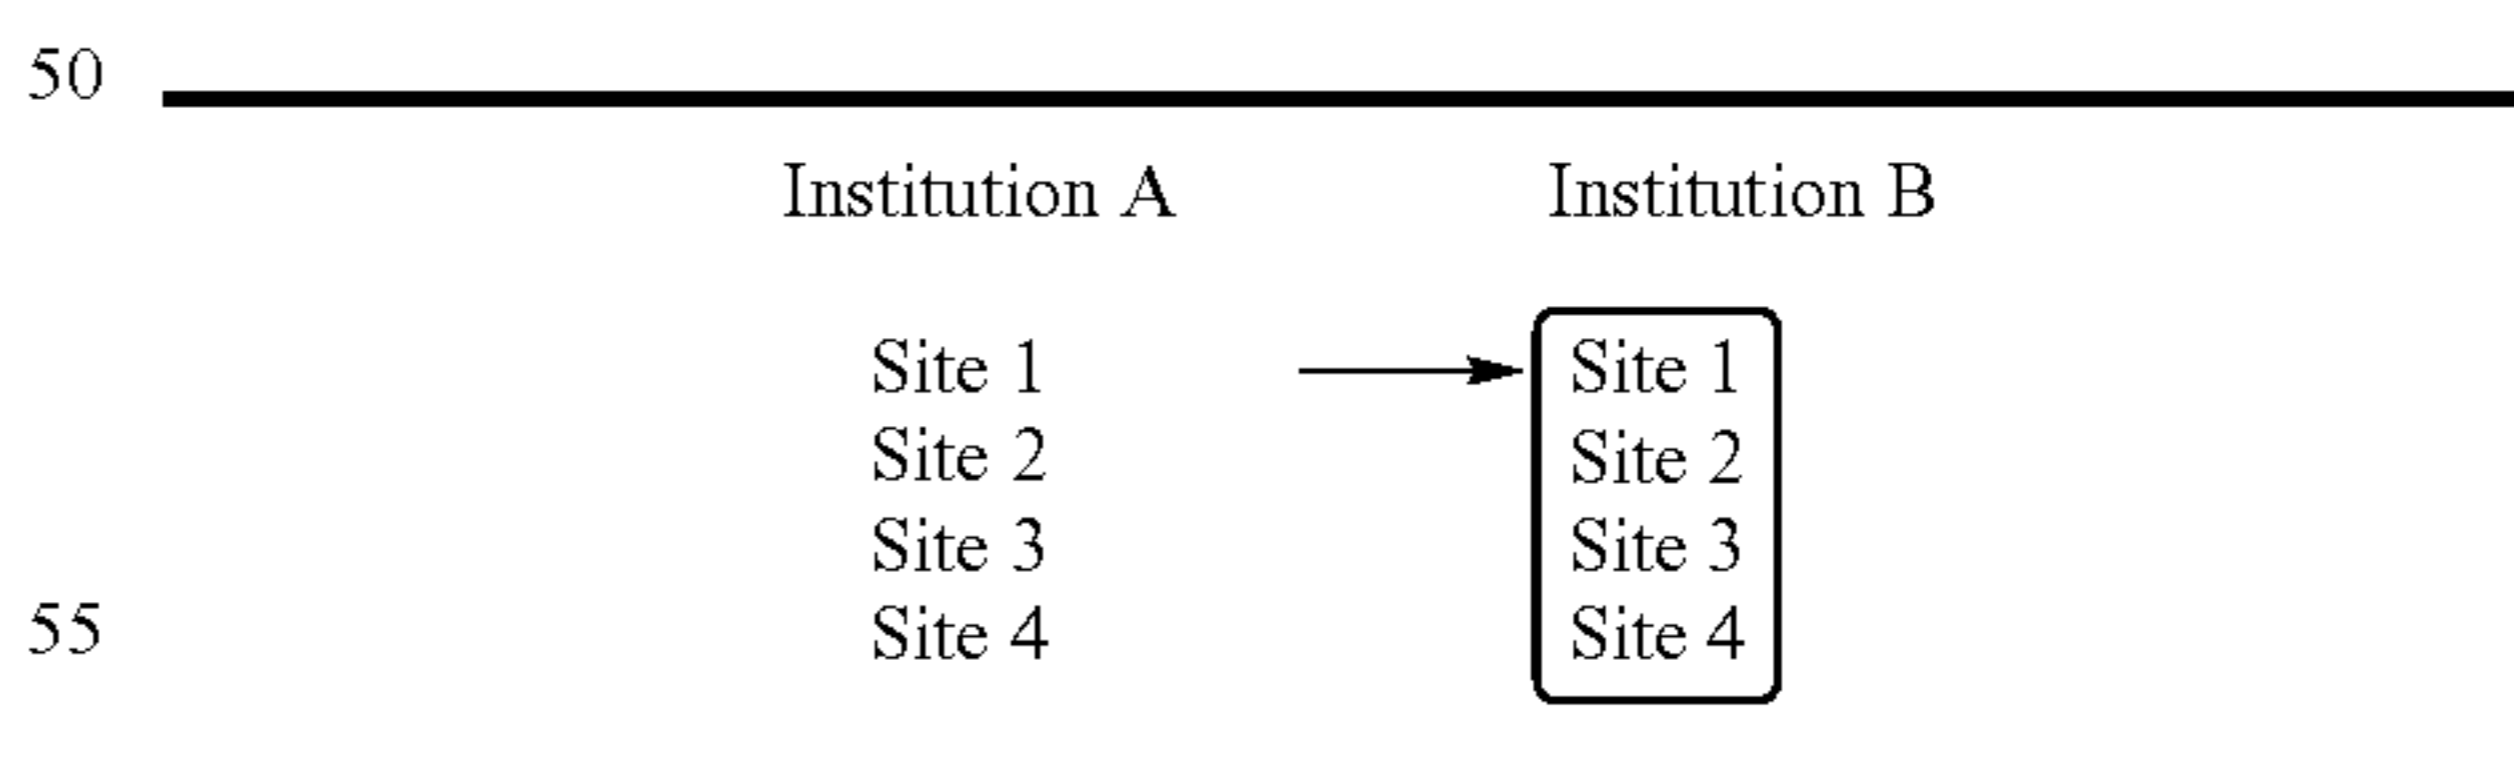 50
Institution A Institution B
Site 1 Site 1
Site 2 Site 2
Site 3 Site 3
55 Site 4 Site 4